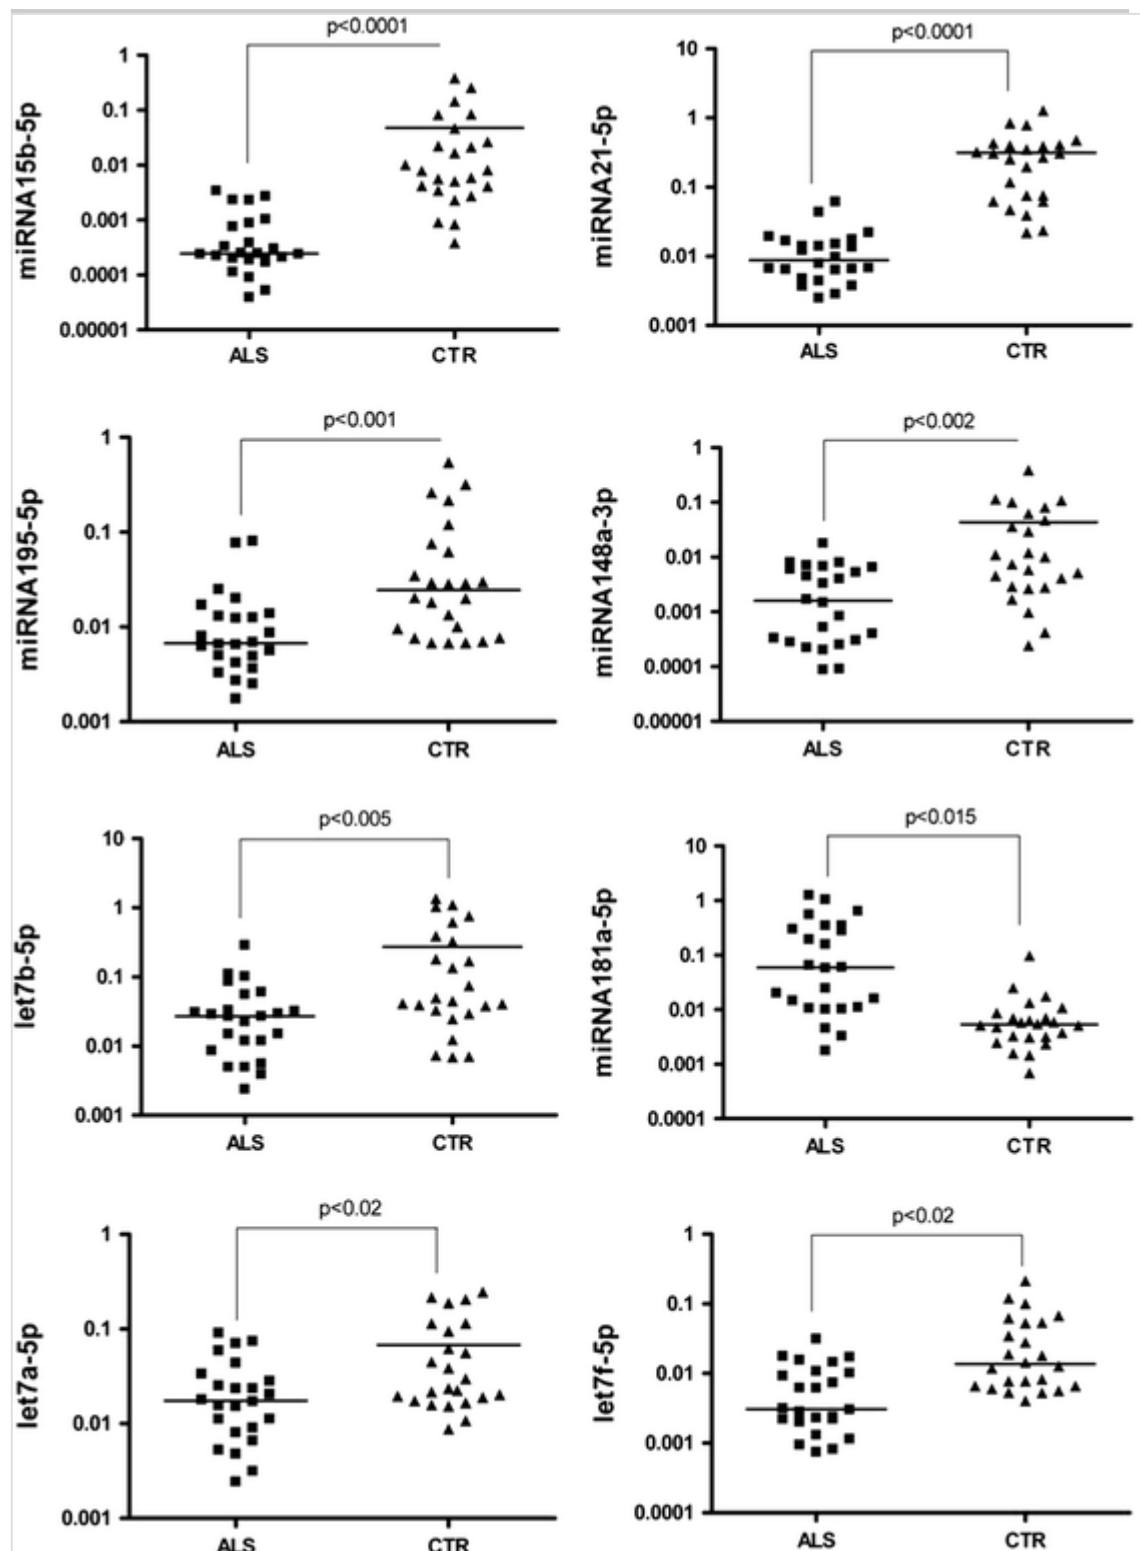 p<0.0001
miRNA15b-5p
1
0.1
0.01
0.001
0.0001
0.00001
ALS
CTR
p<0.0001
miRNA21-5p
10
1
0.1
0.01
0.001
ALS
CTR
p<0.001
miRNA195-5p
1
0.1
0.01
0.001
ALS
CTR
p<0.002
miRNA148a-3p
1
0.1
0.01
0.001
0.0001
0.00001
ALS
CTR
p<0.005
let7b-5p
10
1
0.1
0.01
0.001
ALS
CTR
p<0.015
miRNA181a-5p
10
1
0.1
0.01
0.001
0.0001
ALS
CTR
p<0.02
let7a-5p
1
0.1
0.01
0.001
ALS
CTR
p<0.02
let7f-5p
1
0.1
0.01
0.001
0.0001
ALS
CTR